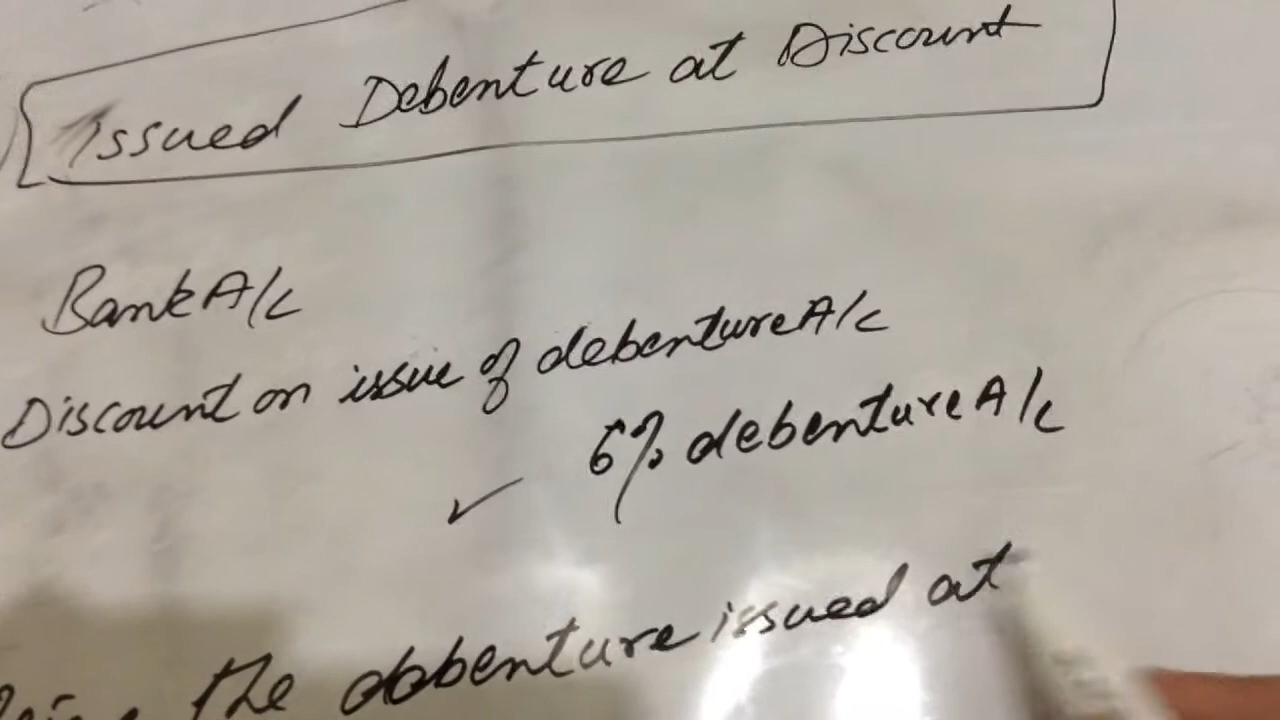 Issued Debenture at Discount
Bank A/c
Discount on issue of debenture A/c
6% debenture A/c
the debenture issued at